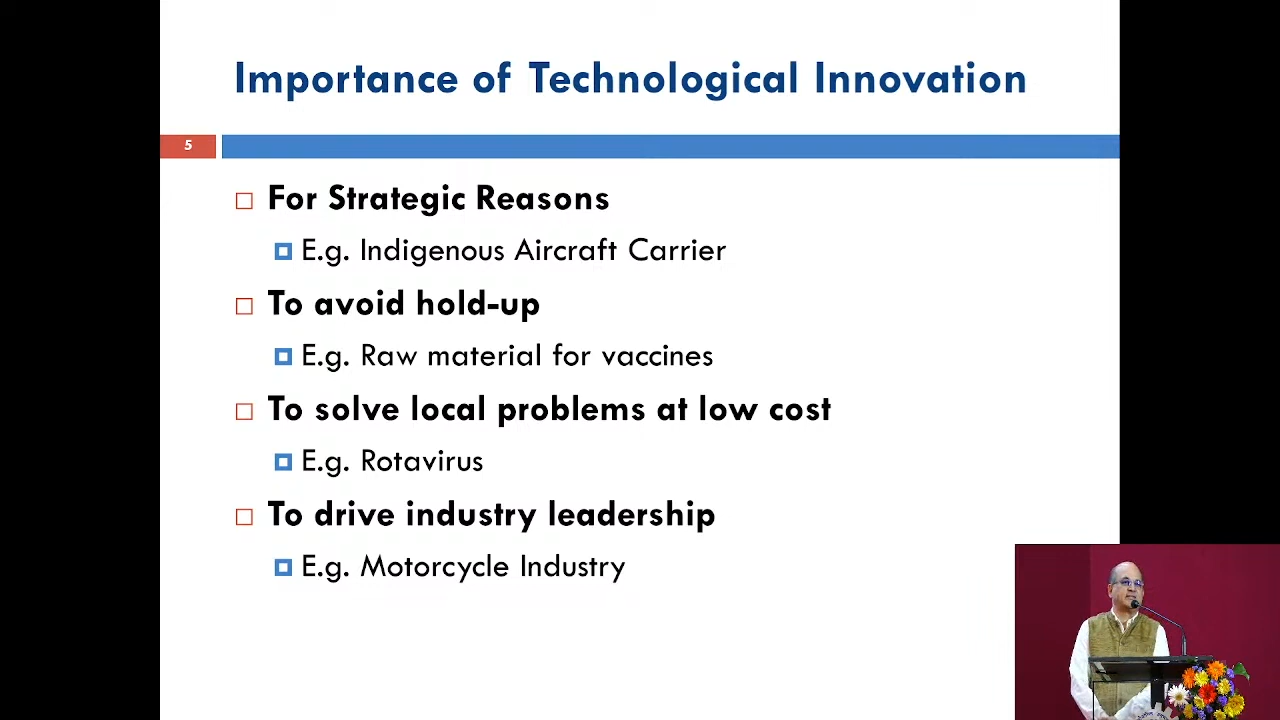 Importance of Technological Innovation
5
For Strategic Reasons
E.g. Indigenous Aircraft Carrier
To avoid hold-up
E.g. Raw material for vaccines
To solve local problems at low cost
E.g. Rotavirus
To drive industry leadership
E.g. Motorcycle Industry